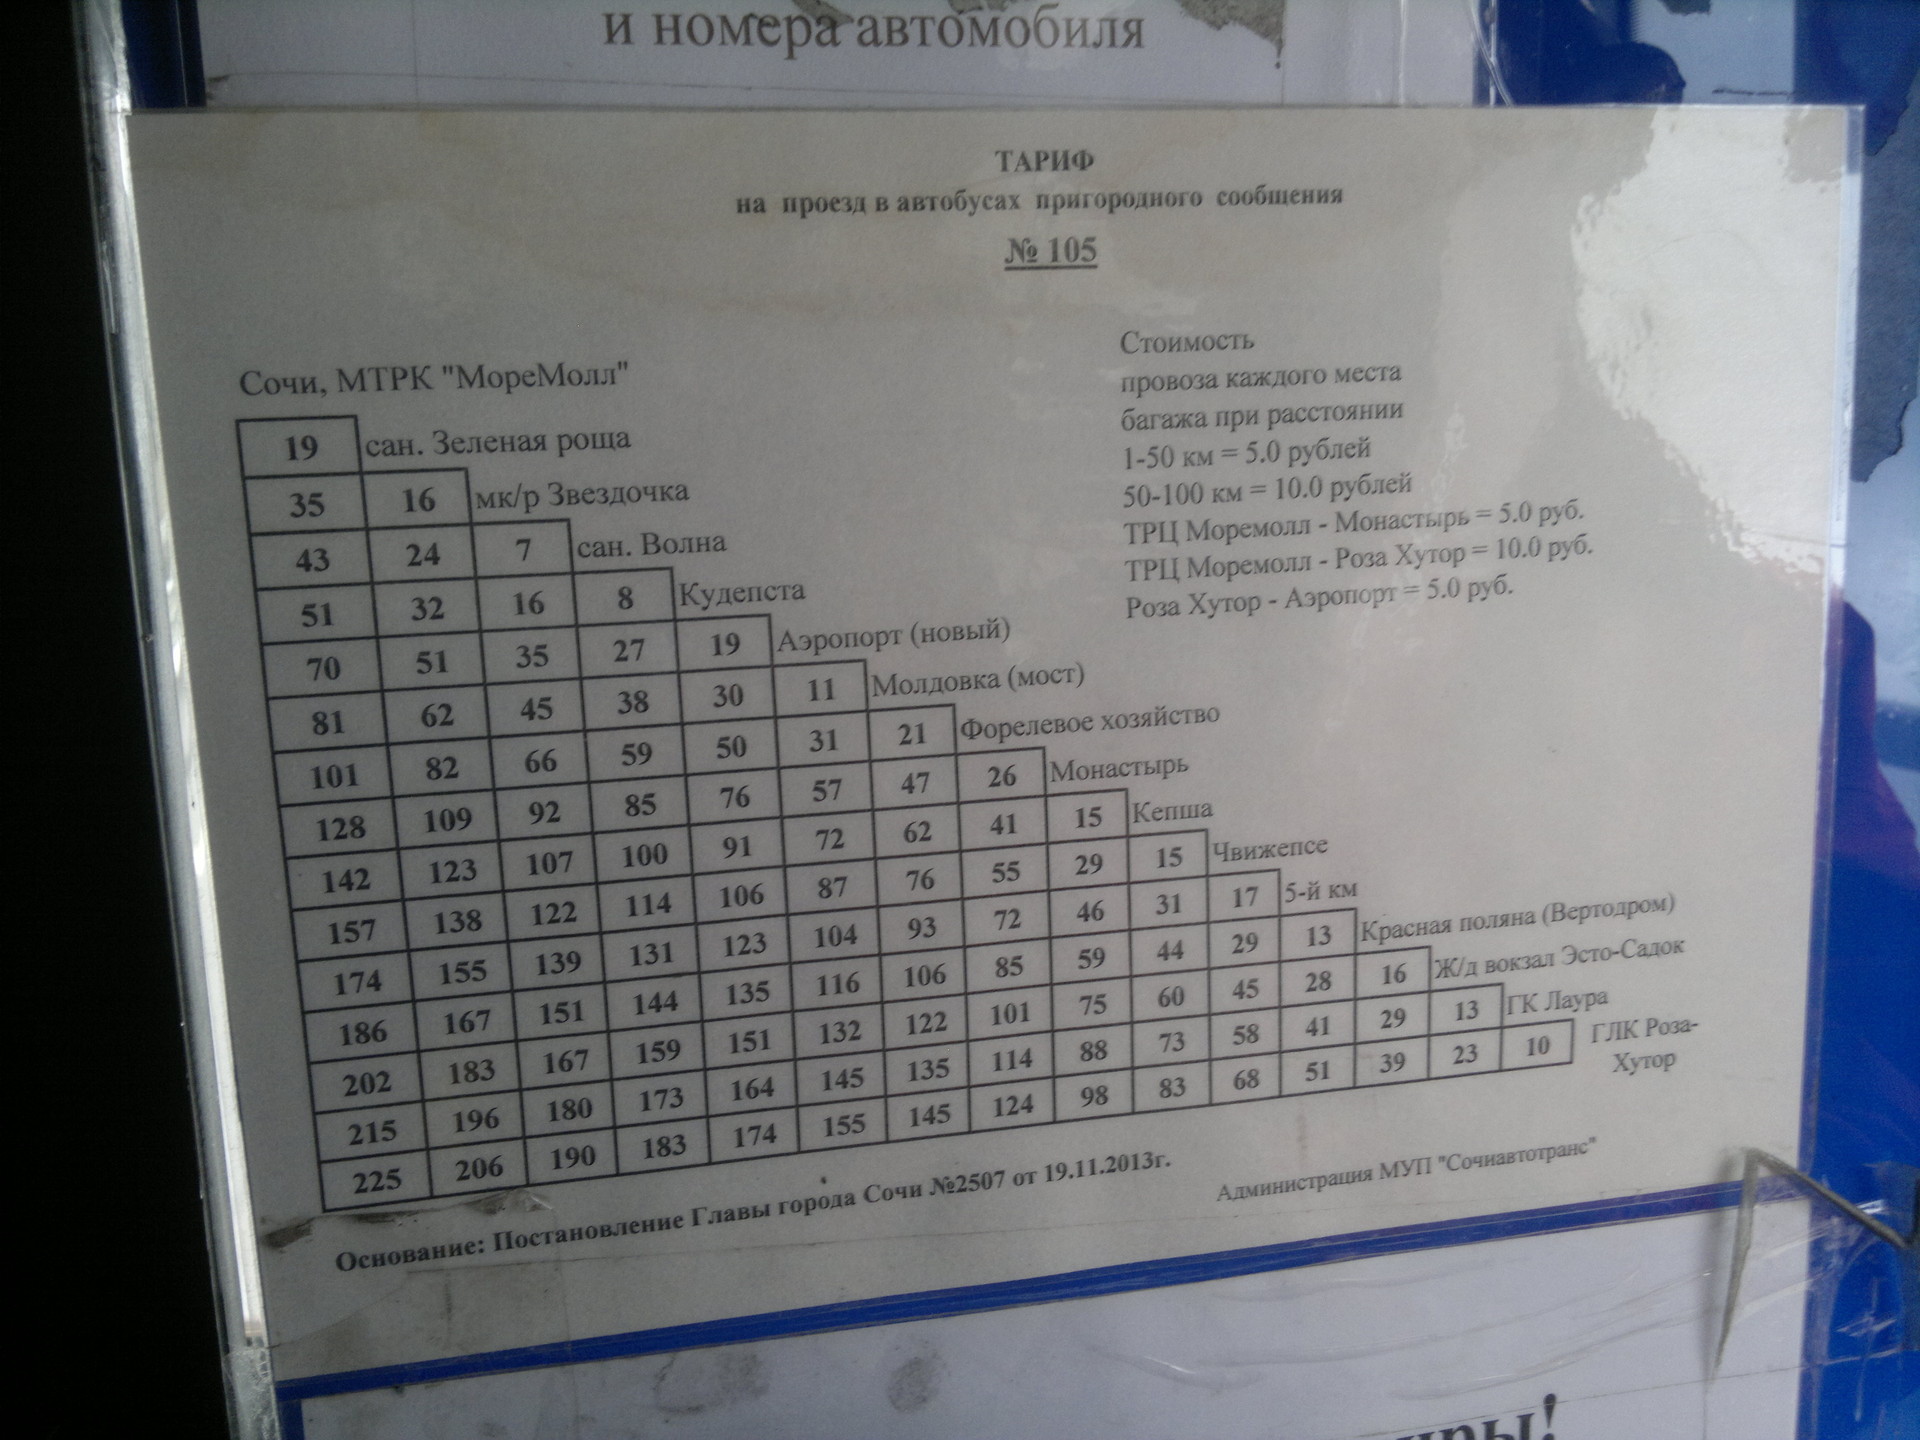 и номера автомобиля
ТАРИФ
на проезд в автобусах пригородного сообщения
№ 105
Сочи, МТРК "МореМолл"
19 сан. Зеленая роща
35 16 мк/р Звездочка
43 24 7 сан. Волна
51 32 16 8 Кудепста
70 51 35 27 19 Аэропорт (новый)
81 62 45 38 30 11 Молдовка (мост)
101 82 66 59 50 31 21 Форелевое хозяйство
128 109 92 85 76 57 47 26 Монастырь
142 123 107 100 91 72 62 41 15 Кепша
157 138 122 114 106 87 76 55 29 15 Чвижепсе
174 155 139 131 123 104 93 72 46 31 17 5-й км
186 167 151 144 135 116 106 85 59 44 29 13 Красная поляна (Вертодром)
202 183 167 159 151 132 122 101 75 60 45 28 16 Ж/д вокзал Эсто-Садок
215 196 180 173 164 145 135 114 88 73 58 41 29 13 ГК Лаура
225 206 190 183 174 155 145 124 98 83 68 51 39 23 10 ГЛК Роза-
Хутор
Стоимость
провоза каждого места
багажа при расстоянии
1-50 км = 5.0 рублей
50-100 км = 10.0 рублей
ТРЦ Моремолл - Монастырь = 5.0 руб.
ТРЦ Моремолл - Роза Хутор = 10.0 руб.
Роза Хутор - Аэропорт = 5.0 руб.
Основание: Постановление Главы города Сочи №2507 от 19.11.2013г.
Администрация МУП "Сочиавтотранс"